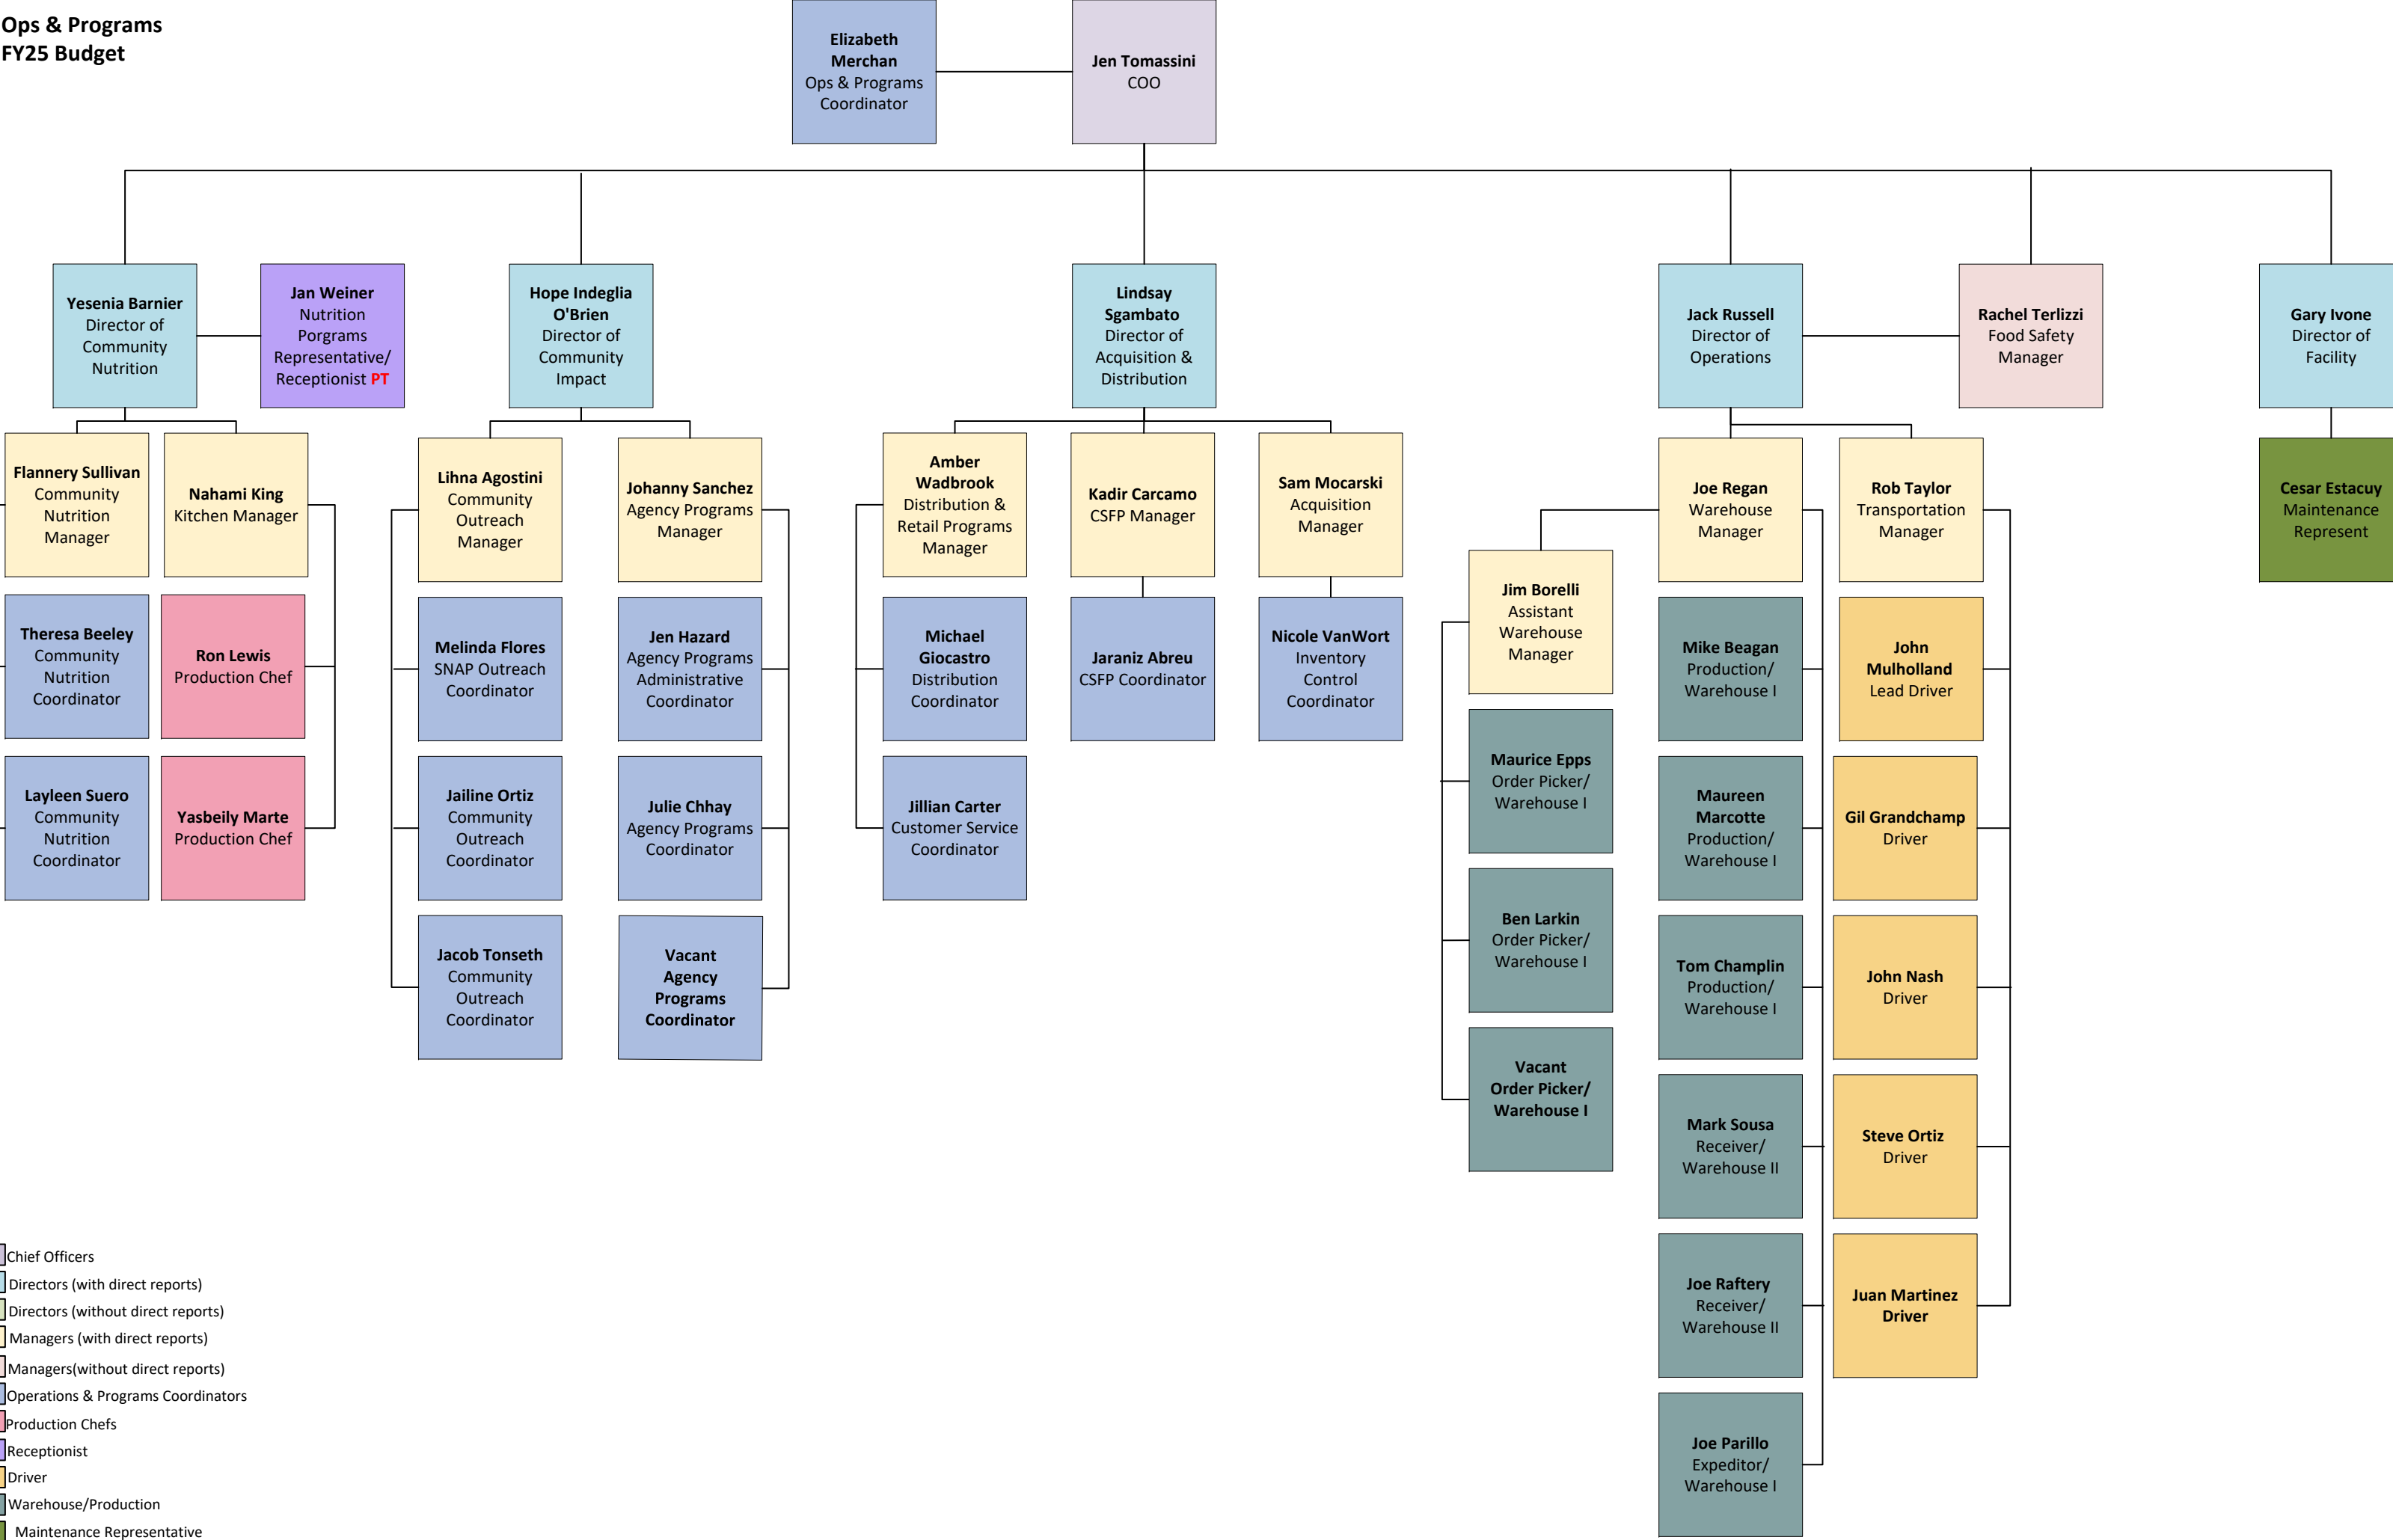 Ops & Programs
FY25 Budget
Elizabeth
Merchan
Ops & Programs
Coordinator
Jen Tomassini
COO
Yesenia Barnier
Director of
Community
Nutrition
Jan Weiner
Nutrition
Porgrams
Representative/
Receptionist PT
Hope Indeglia
O'Brien
Director of
Community
Impact
Lindsay
Sgambato
Director of
Acquisition &
Distribution
Jack Russell
Director of
Operations
Rachel Terlizzi
Food Safety
Manager
Gary Ivone
Director of
Facility
Flannery Sullivan
Community
Nutrition
Manager
Nahami King
Kitchen Manager
Lihna Agostini
Community
Outreach
Manager
Johanny Sanchez
Agency Programs
Manager
Amber
Wadbrook
Distribution &
Retail Programs
Manager
Kadir Carcamo
CSFP Manager
Sam Mocarski
Acquisition
Manager
Joe Regan
Warehouse
Manager
Rob Taylor
Transportation
Manager
Cesar Estacuy
Maintenance
Represent
Jim Borelli
Assistant
Warehouse
Manager
Theresa Beeley
Community
Nutrition
Coordinator
Ron Lewis
Production Chef
Melinda Flores
SNAP Outreach
Coordinator
Jen Hazard
Agency Programs
Administrative
Coordinator
Michael
Giocastro
Distribution
Coordinator
Jaraniz Abreu
CSFP Coordinator
Nicole VanWort
Inventory
Control
Coordinator
Mike Beagan
Production/
Warehouse I
John
Mulholland
Lead Driver
Maurice Epps
Order Picker/
Warehouse I
Layleen Suero
Community
Nutrition
Coordinator
Yasbeily Marte
Production Chef
Jailine Ortiz
Community
Outreach
Coordinator
Julie Chhay
Agency Programs
Coordinator
Jillian Carter
Customer Service
Coordinator
Maureen
Marcotte
Production/
Warehouse I
Gil Grandchamp
Driver
Ben Larkin
Order Picker/
Warehouse I
Jacob Tonseth
Community
Outreach
Coordinator
Vacant
Agency
Programs
Coordinator
Tom Champlin
Production/
Warehouse I
John Nash
Driver
Vacant
Order Picker/
Warehouse I
Mark Sousa
Receiver/
Warehouse II
Steve Ortiz
Driver
Joe Raftery
Receiver/
Warehouse II
Juan Martinez
Driver
Joe Parillo
Expeditor/
Warehouse I
Chief Officers
Directors (with direct reports)
Directors (without direct reports)
Managers (with direct reports)
Managers(without direct reports)
Operations & Programs Coordinators
Production Chefs
Receptionist
Driver
Warehouse/Production
Maintenance Representative